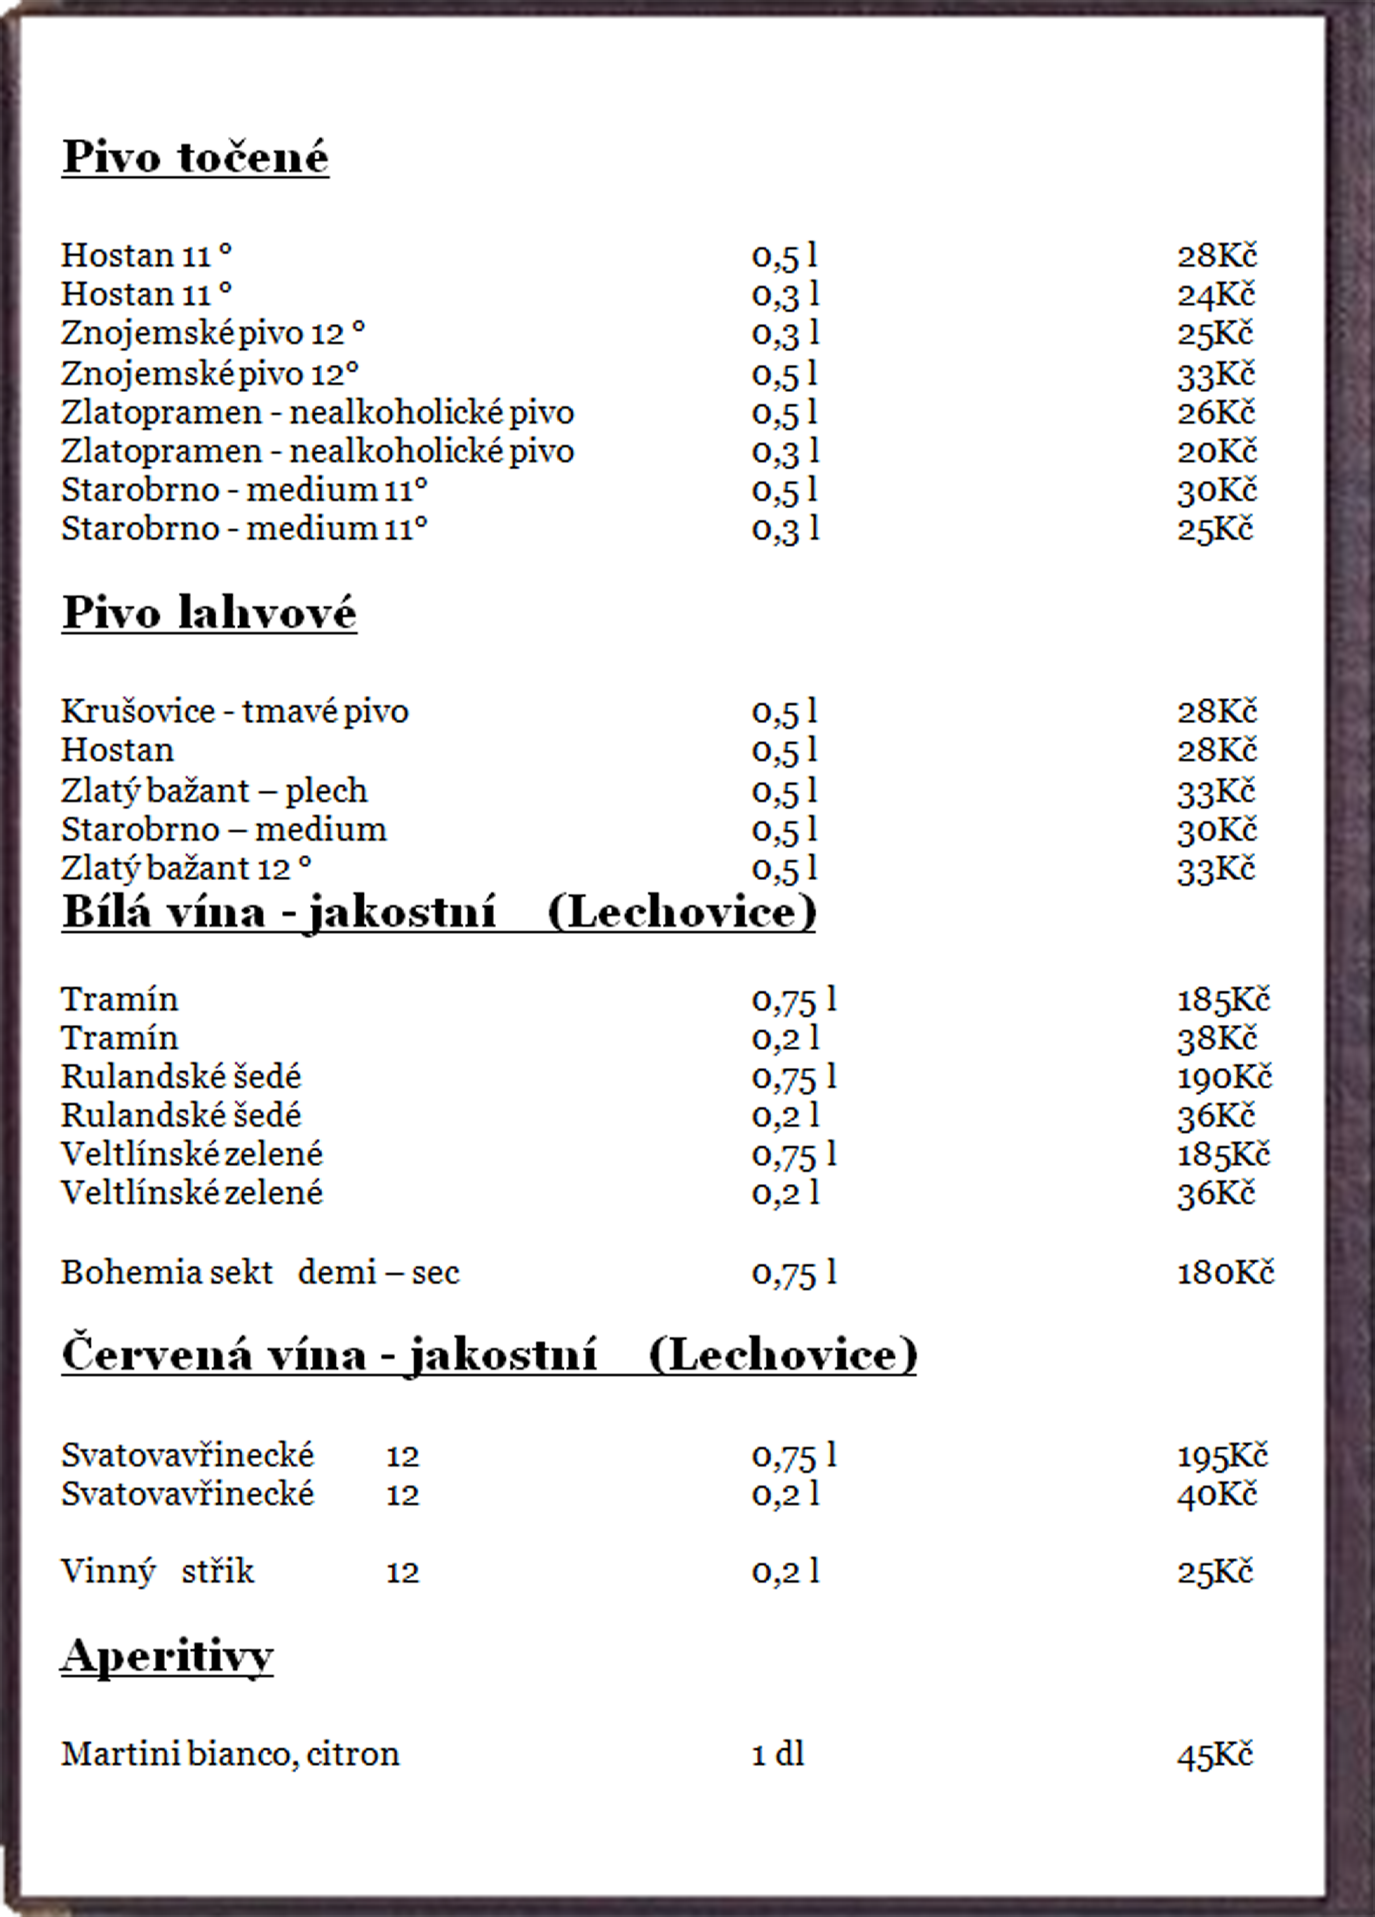 Pivo točené
Hostan 11 ° 0,5 l 28Kč
Hostan 11 ° 0,3 l 24Kč
Znojemské pivo 12 ° 0,3 l 25Kč
Znojemské pivo 12° 0,5 l 33Kč
Zlatopramen - nealkoholické pivo 0,5 l 26Kč
Zlatopramen - nealkoholické pivo 0,3 l 20Kč
Starobrno - medium 11° 0,5 l 30Kč
Starobrno - medium 11° 0,3 l 25Kč
Pivo lahvové
Krušovice - tmavé pivo 0,5 l 28Kč
Hostan 0,5 l 28Kč
Zlatý bažant – plech 0,5 l 33Kč
Starobrno – medium 0,5 l 30Kč
Zlatý bažant 12 ° 0,5 l 33Kč
Bílá vína - jakostní (Lechovice)
Tramín 0,75 l 185Kč
Tramín 0,2 l 38Kč
Rulandské šedé 0,75 l 190Kč
Rulandské šedé 0,2 l 36Kč
Veltlínské zelené 0,75 l 185Kč
Veltlínské zelené 0,2 l 36Kč
Bohemia sekt demi – sec 0,75 l 180Kč
Červená vína - jakostní (Lechovice)
Svatovavřinecké 12 0,75 l 195Kč
Svatovavřinecké 12 0,2 l 40Kč
Vinný střik 12 0,2 l 25Kč
Aperitivy
Martini bianco, citron 1 dl 45Kč